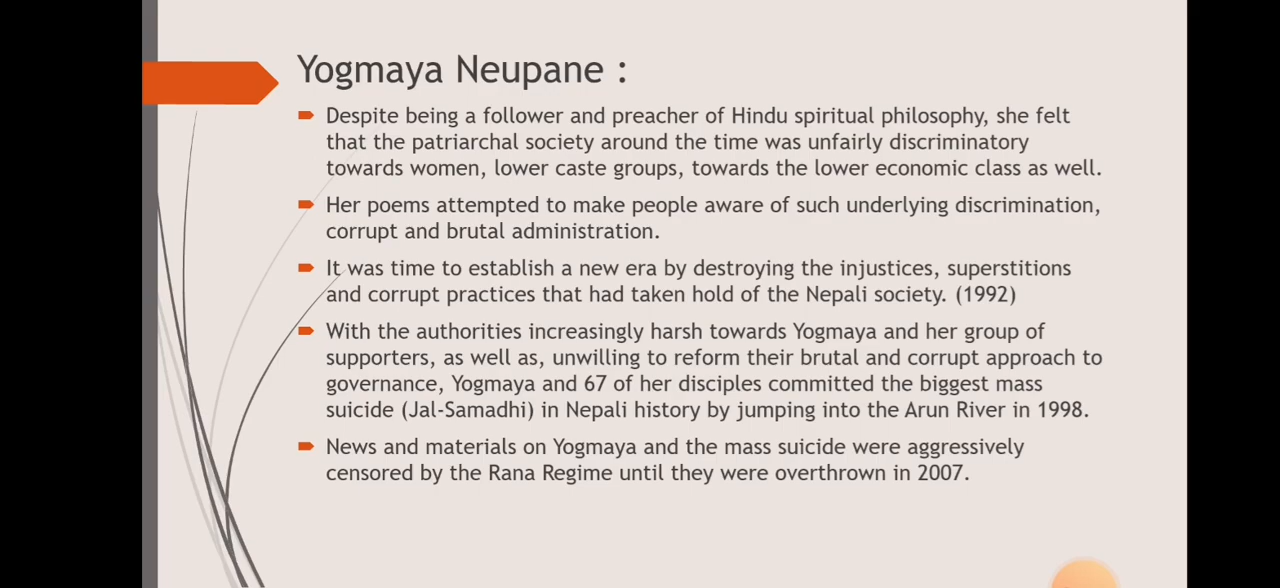 Yogmaya Neupane :
Despite being a follower and preacher of Hindu spiritual philosophy, she felt
that the patriarchal society around the time was unfairly discriminatory
towards women, lower caste groups, towards the lower economic class as well.
Her poems attempted to make people aware of such underlying discrimination,
corrupt and brutal administration.
It was time to establish a new era by destroying the injustices, superstitions
and corrupt practices that had taken hold of the Nepali society. (1992)
With the authorities increasingly harsh towards Yogmaya and her group of
supporters, as well as, unwilling to reform their brutal and corrupt approach to
governance, Yogmaya and 67 of her disciples committed the biggest mass
suicide (Jal-Samadhi) in Nepali history by jumping into the Arun River in 1998.
News and materials on Yogmaya and the mass suicide were aggressively
censored by the Rana Regime until they were overthrown in 2007.